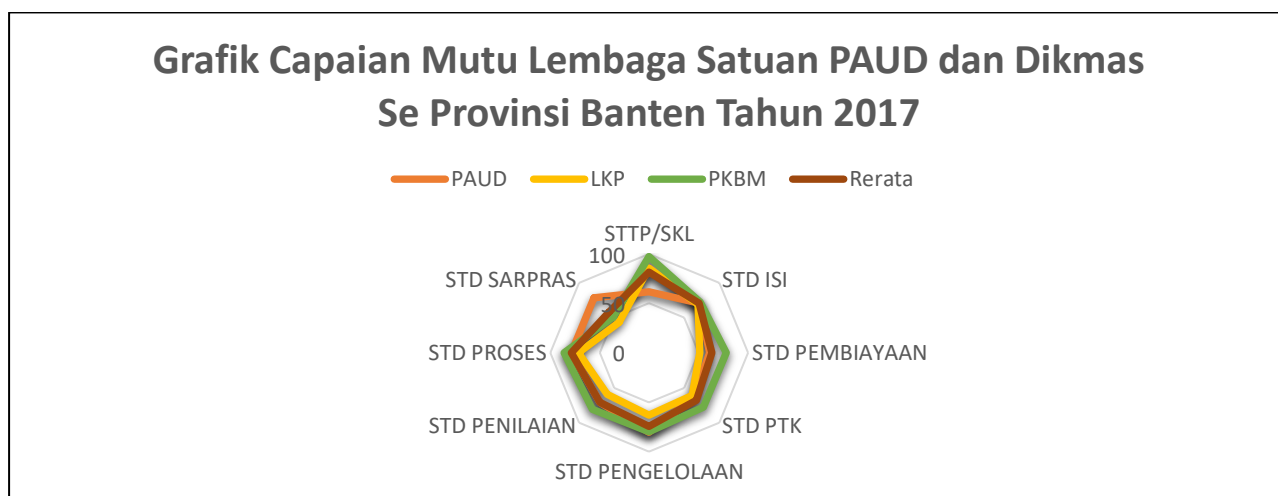 Grafik Capaian Mutu Lembaga Satuan PAUD dan Dikmas
Se Provinsi Banten Tahun 2017
PAUD LKP PKBM Rerata
STTP/SKL
100
STD SARPRAS STD ISI
50
STD PROSES 0 STD PEMBIAYAAN
STD PENILAIAN STD PTK
STD PENGELOLAAN